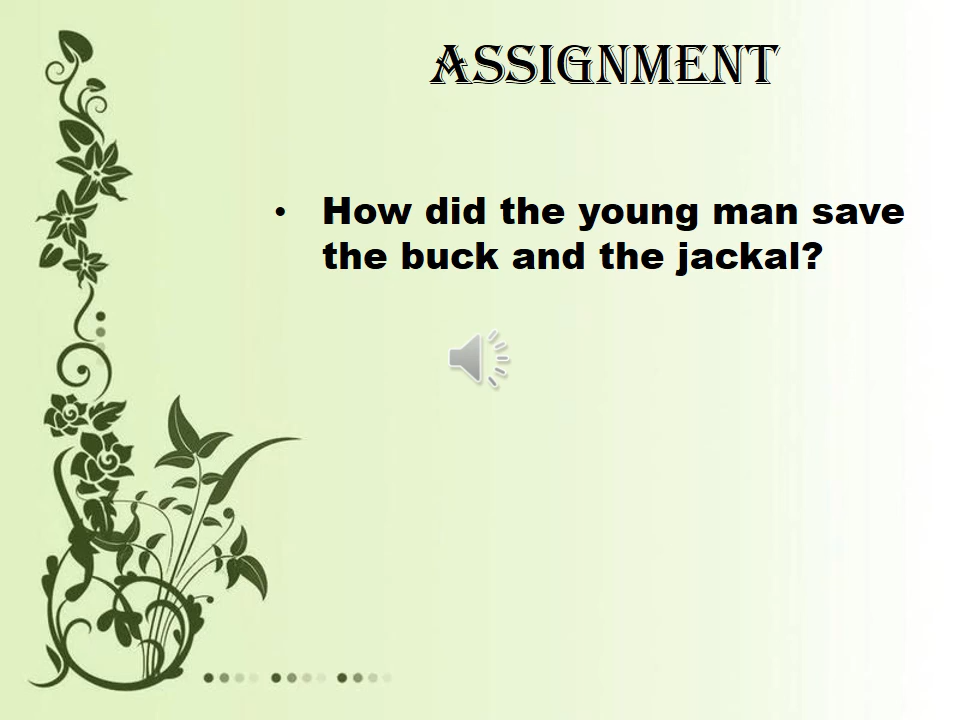 ASSIGNMENT
• How did the young man save
the buck and the jackal?